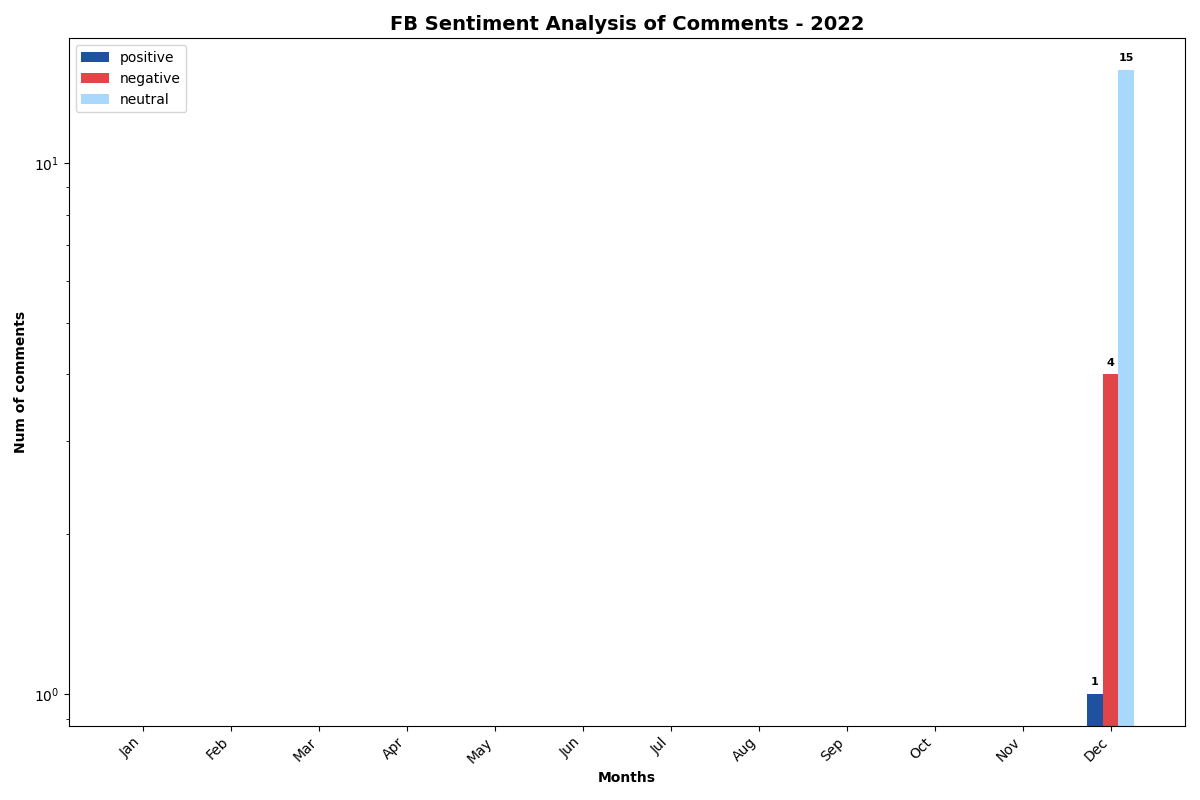 FB Sentiment Analysis of Comments - 2022
positive
negative
neutral
15
10¹
4
1
10⁰
Num of comments
Jan Feb Mar Apr May Jun Jul Aug Sep Oct Nov Dec
Months